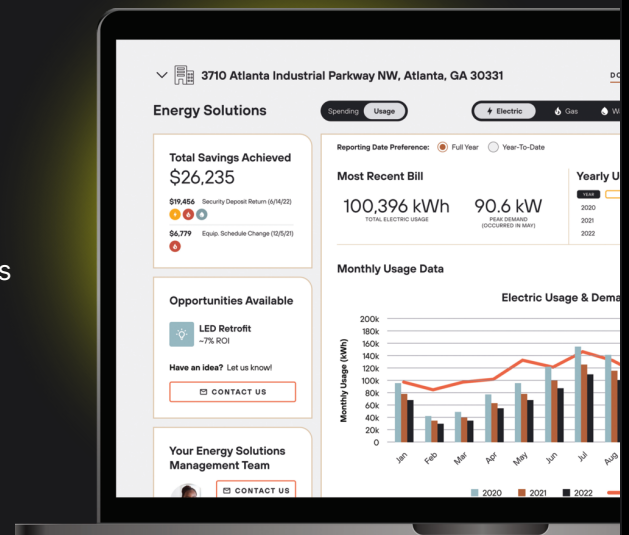 3710 Atlanta Industrial Parkway NW, Atlanta, GA 30331
DO
Energy Solutions
Spending Usage
Electric Gas W
Total Savings Achieved
$26,235
$19,456 Security Deposit Return (6/14/22)
$6,779 Equip. Schedule Change (12/5/21)
Opportunities Available
LED Retrofit
~7% ROI
Have an idea? Let us know!
CONTACT US
Your Energy Solutions
Management Team
CONTACT US
s
Reporting Date Preference: Full Year Year-To-Date
Most Recent Bill
100,396 kWh
TOTAL ELECTRIC USAGE
90.6 kW
PEAK DEMAND
(OCCURRED IN MAY)
Yearly U
YEAR
2020
2021
2022
Monthly Usage Data
Electric Usage & Dema
Monthly Usage (kWh)
200k
180k
160k
140k
120k
100k
80k
60k
40k
20k
0
Jan Feb Mar Apr May Jun Jul Aug
2020 2021 2022